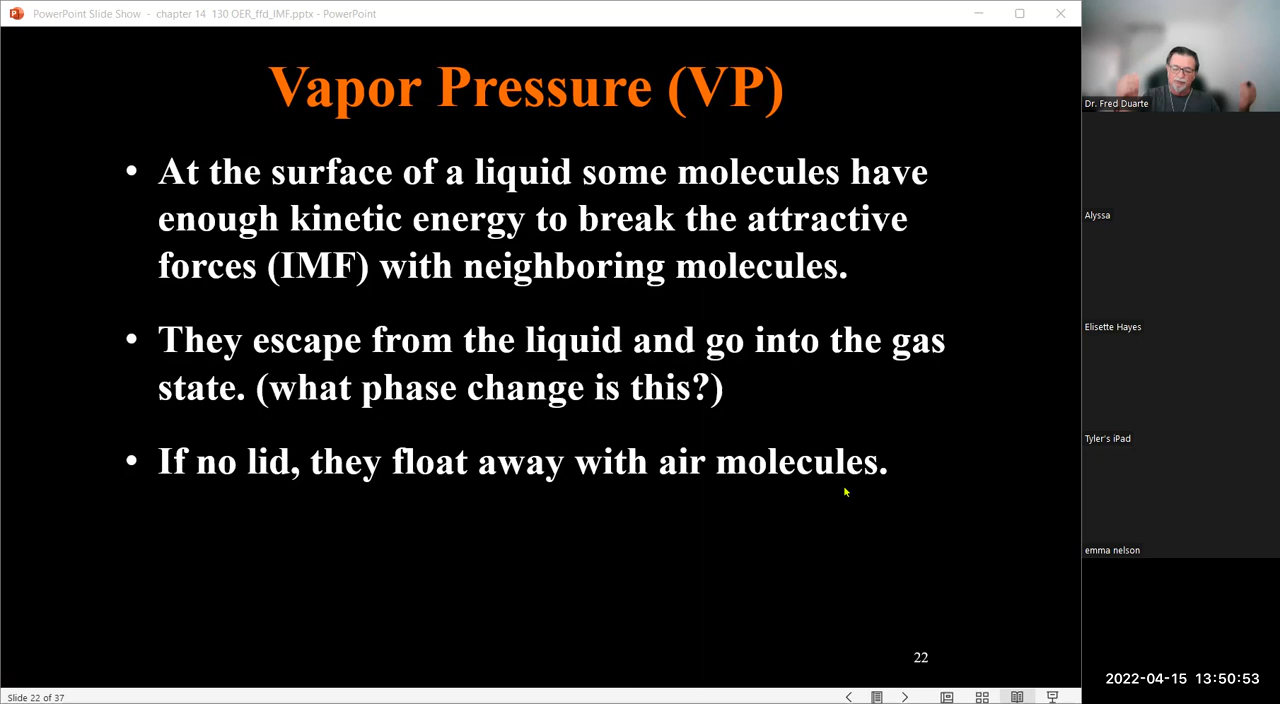 PowerPoint Slide Show - chapter 14 130 OER_ffd_IMF.pptx - PowerPoint
Vapor Pressure (VP)
• At the surface of a liquid some molecules have
enough kinetic energy to break the attractive
forces (IMF) with neighboring molecules.
• They escape from the liquid and go into the gas
state. (what phase change is this?)
• If no lid, they float away with air molecules.
22
Slide 22 of 37
Dr. Fred Duarte
Alyssa
Elisette Hayes
Tyler's iPad
emma nelson
2022-04-15 13:50:53